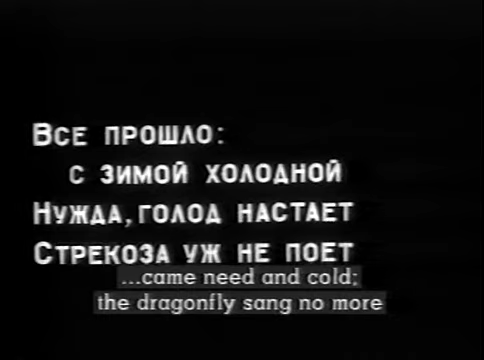 Все прошло:
с зимой холодной
Нужда, голод настает
Стрекоза уж не поет
...came need and cold;
the dragonfly sang no more